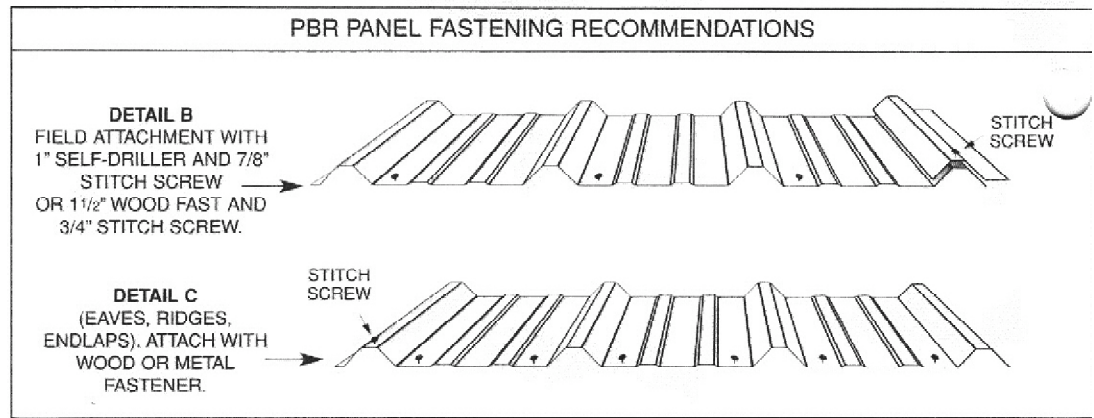 PBR PANEL FASTENING RECOMMENDATIONS
DETAIL B
FIELD ATTACHMENT WITH
1" SELF-DRILLER AND 7/8"
STITCH SCREW
OR 1 1/2" WOOD FAST AND
3/4" STITCH SCREW.
STITCH
SCREW
STITCH
SCREW
DETAIL C
(EAVES, RIDGES,
ENDLAPS). ATTACH WITH
WOOD OR METAL
FASTENER.